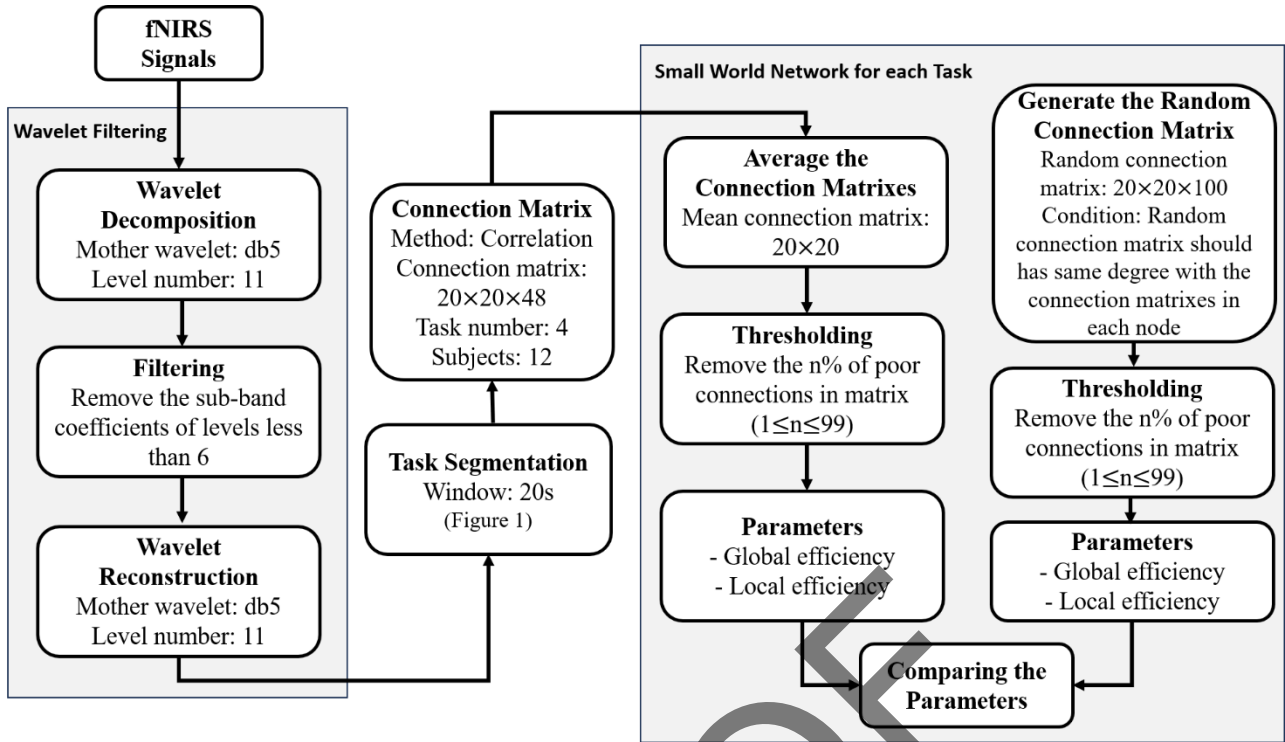 fNIRS
Signals
Wavelet Filtering
Wavelet
Decomposition
Mother wavelet: db5
Level number: 11
Filtering
Remove the sub-band
coefficients of levels less
than 6
Wavelet
Reconstruction
Mother wavelet: db5
Level number: 11
Connection Matrix
Method: Correlation
Connection matrix:
20×20×48
Task number: 4
Subjects: 12
Task Segmentation
Window: 20s
(Figure 1)
Small World Network for each Task
Average the
Connection Matrixes
Mean connection matrix:
20×20
Thresholding
Remove the n% of poor
connections in matrix
(1≤n≤99)
Parameters
- Global efficiency
- Local efficiency
Generate the Random
Connection Matrix
Random connection
matrix: 20×20×100
Condition: Random
connection matrix should
has same degree with the
connection matrixes in
each node
Thresholding
Remove the n% of poor
connections in matrix
(1≤n≤99)
Parameters
- Global efficiency
- Local efficiency
Comparing the
Parameters